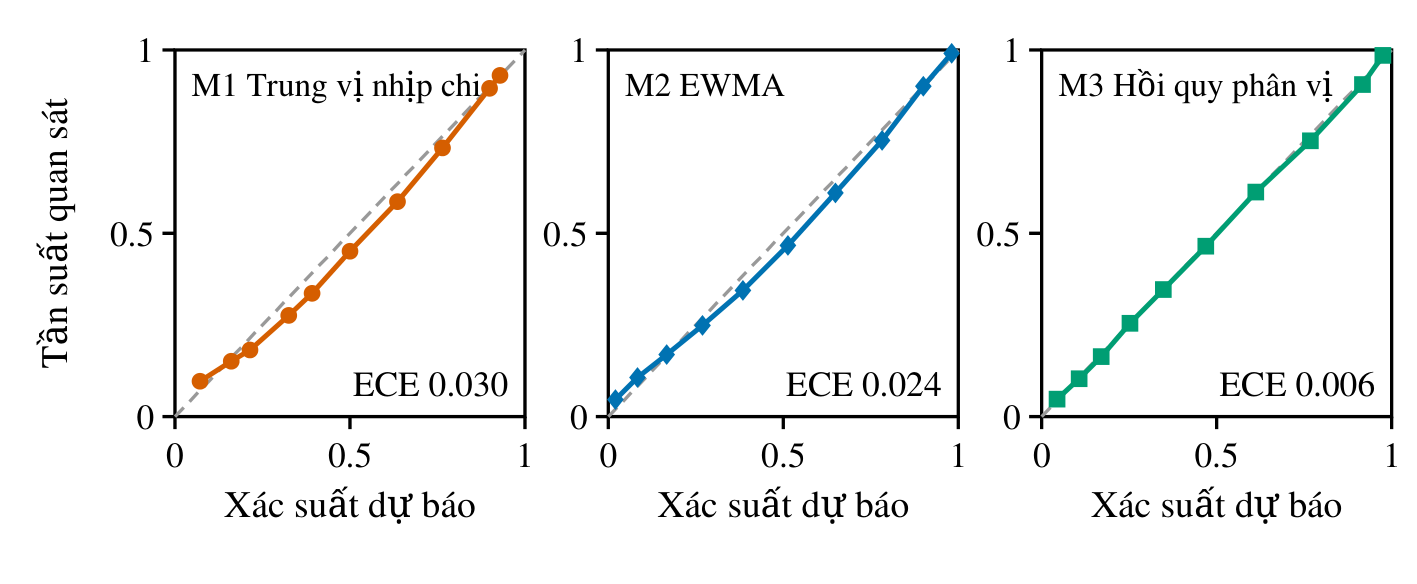 Tần suất quan sát
1
0.5
0
M1 Trung vị nhịp chi
ECE 0.030
0 0.5 1
Xác suất dự báo
1
0.5
0
M2 EWMA
ECE 0.024
0 0.5 1
Xác suất dự báo
1
0.5
0
M3 Hồi quy phân vị
ECE 0.006
0 0.5 1
Xác suất dự báo